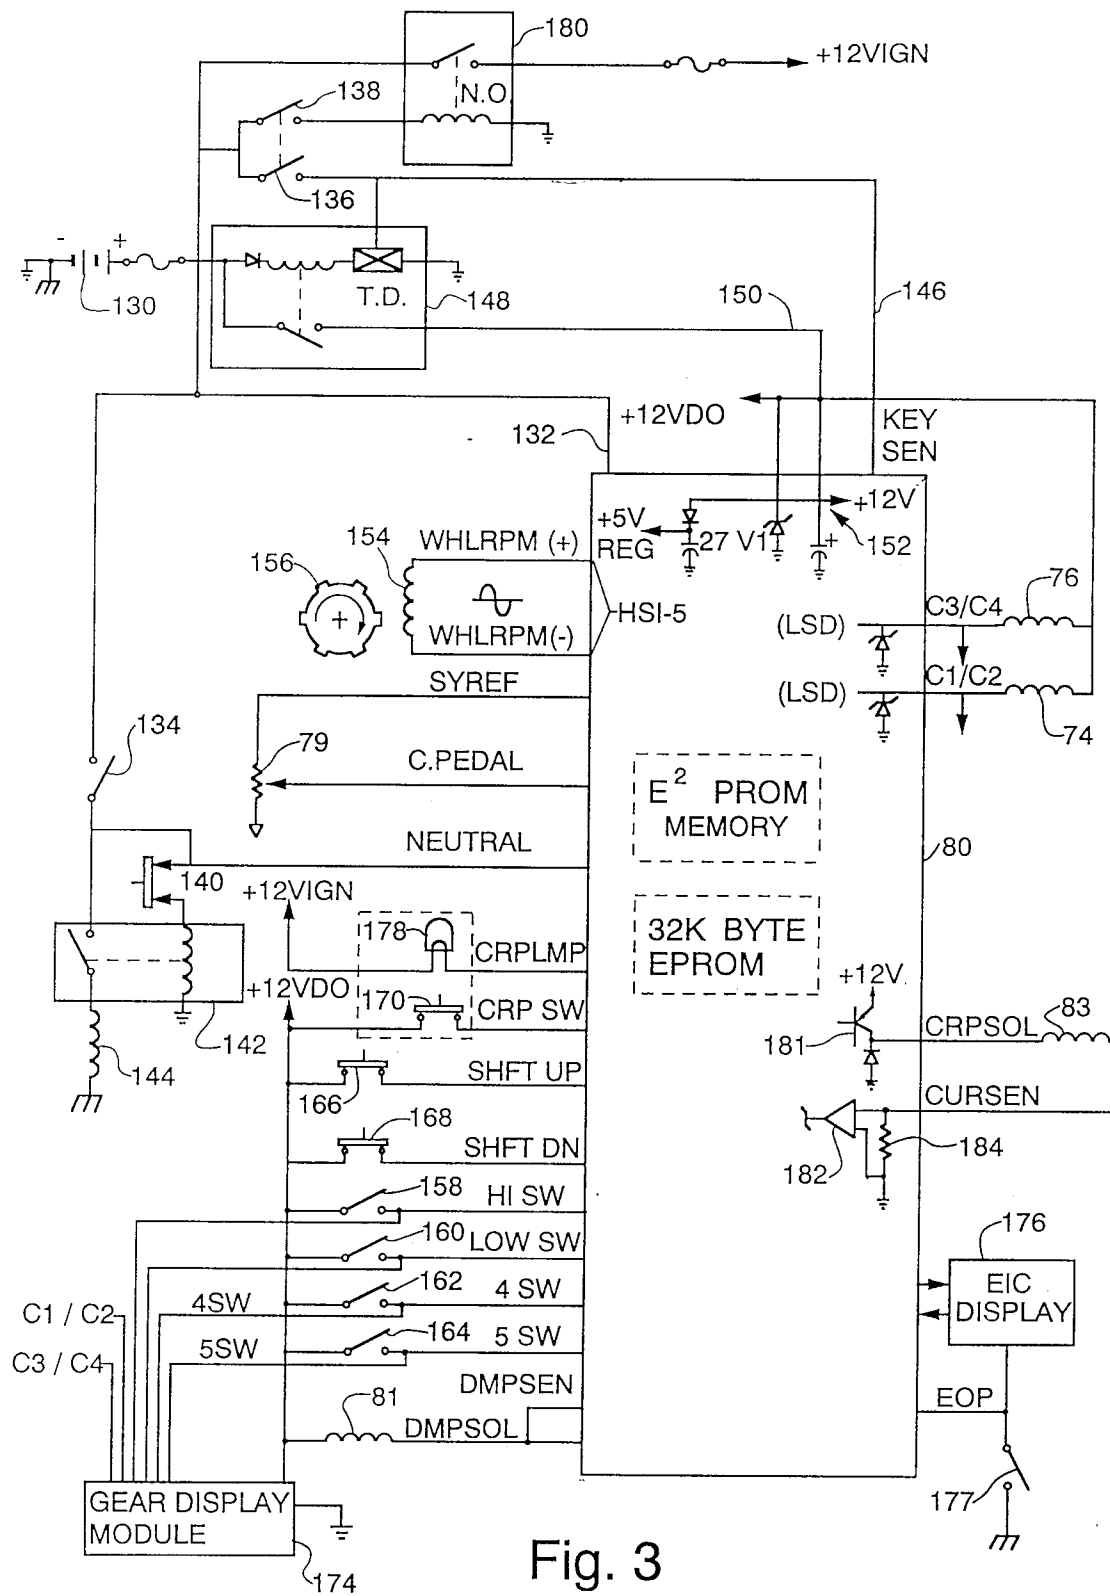 180
+12VIGN
138
N.O.
136
- +
130
T.D.
148
150
146
+12VDO
KEY
SEN
132
+12V
+5V
REG
27 V1
152
154
WHLRPM (+)
156
+
HSI-5
WHLRPM(-)
76
(LSD)
C3/C4
SYREF
(LSD)
C1/C2
74
134
79
C.PEDAL
E2 PROM
MEMORY
NEUTRAL
80
140
+12VIGN
178
CRPLMP
32K BYTE
EPROM
+12V
+12VDO
170
CRP SW
83
181
CRPSOL
142
144
166
SHFT UP
CURSEN
168
SHFT DN
182
184
158
HI SW
160
LOW SW
176
EIC
DISPLAY
162
4 SW
4SW
C1 / C2
164
5 SW
5SW
C3 / C4
DMPSEN
81
DMPSOL
EOP
177
GEAR DISPLAY
MODULE
174
Fig. 3